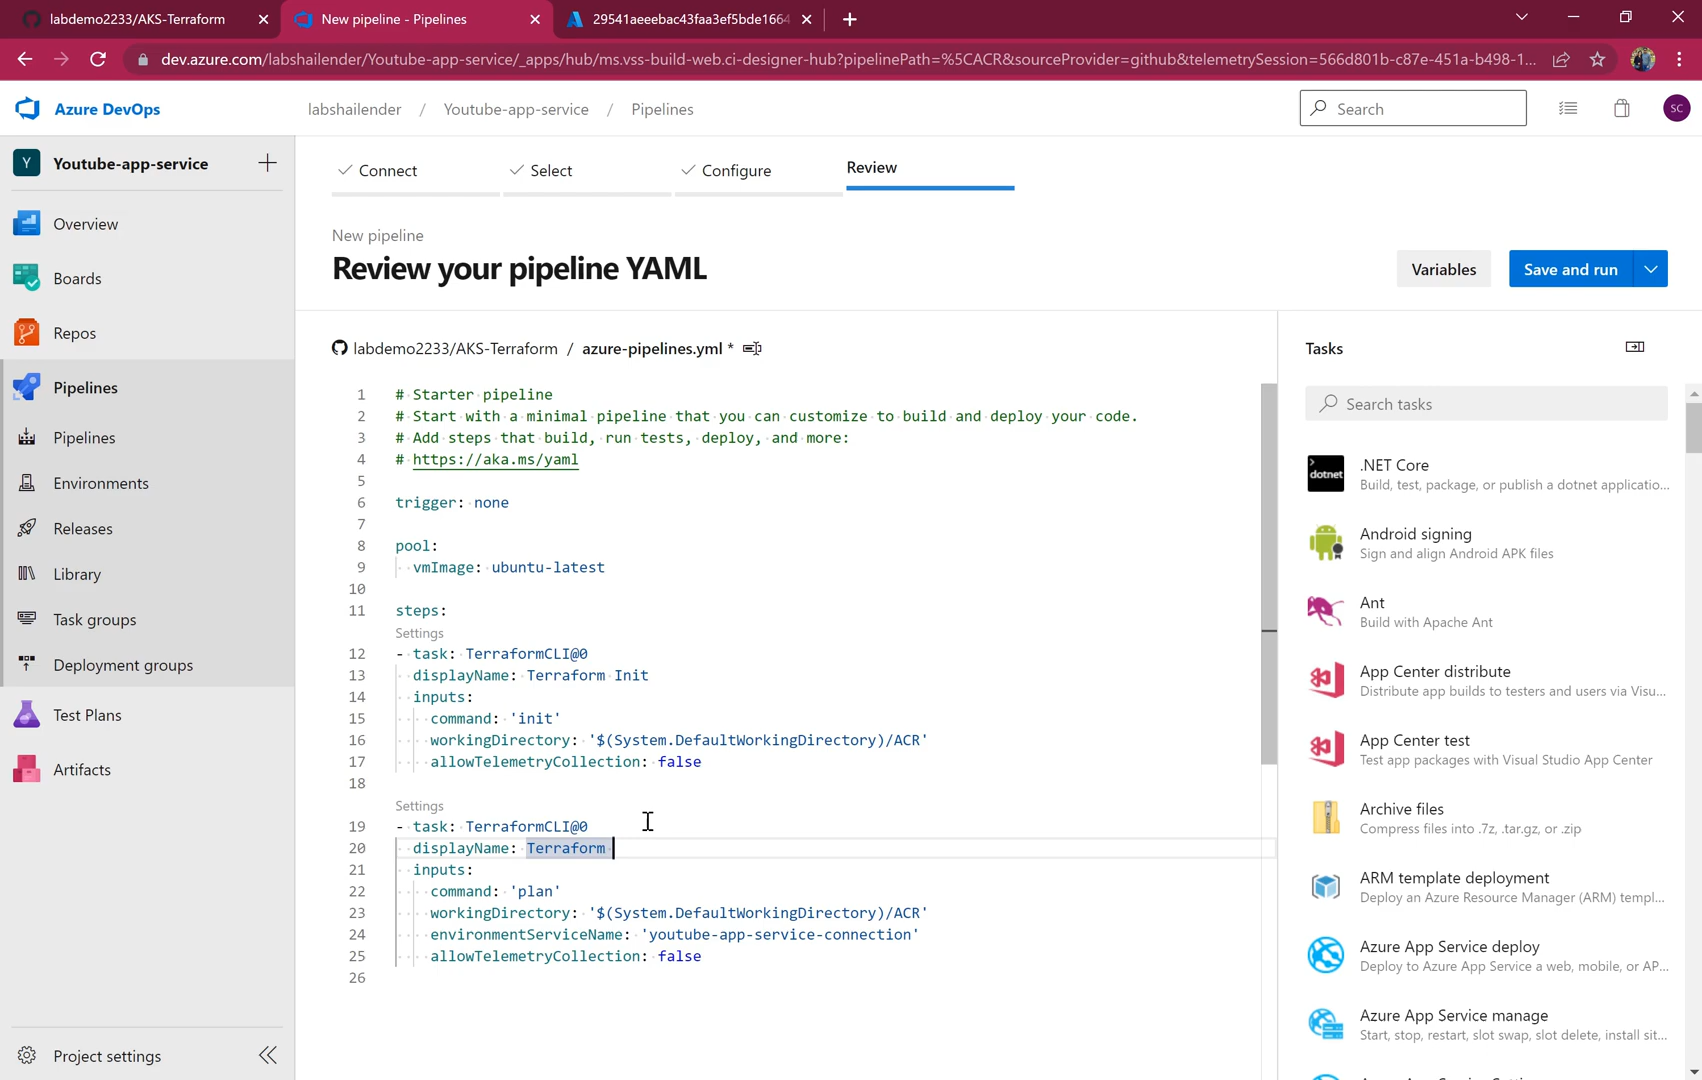 labdemo2233/AKS-Terraform
New pipeline - Pipelines
29541aeeebac43faa3ef5bde1664
dev.azure.com/labshailender/Youtube-app-service/_apps/hub/ms.vss-build-web.ci-designer-hub?pipelinePath=%5CACR&sourceProvider=github&telemetrySession=566d801b-c87e-451a-b498-1...
Azure DevOps
labshailender / Youtube-app-service / Pipelines
Search
SC
Y
Youtube-app-service
Overview
Boards
Repos
Pipelines
Pipelines
Environments
Releases
Library
Task groups
Deployment groups
Test Plans
Artifacts
Project settings
Connect
Select
Configure
Review
New pipeline
Review your pipeline YAML
Variables
Save and run
labdemo2233/AKS-Terraform / azure-pipelines.yml *
1 # Starter pipeline
2 # Start with a minimal pipeline that you can customize to build and deploy your code.
3 # Add steps that build, run tests, deploy, and more:
4 # https://aka.ms/yaml
5
6 trigger: none
7
8 pool:
9 vmImage: ubuntu-latest
10
11 steps:
Settings
12 - task: TerraformCLI@0
13 displayName: Terraform Init
14 inputs:
15 command: 'init'
16 workingDirectory: '$(System.DefaultWorkingDirectory)/ACR'
17 allowTelemetryCollection: false
18
Settings
19 - task: TerraformCLI@0
20 displayName: Terraform
21 inputs:
22 command: 'plan'
23 workingDirectory: '$(System.DefaultWorkingDirectory)/ACR'
24 environmentServiceName: 'youtube-app-service-connection'
25 allowTelemetryCollection: false
26
Tasks
Search tasks
dotnet
.NET Core
Build, test, package, or publish a dotnet applicatio...
Android signing
Sign and align Android APK files
Ant
Build with Apache Ant
App Center distribute
Distribute app builds to testers and users via Visu...
App Center test
Test app packages with Visual Studio App Center
Archive files
Compress files into .7z, .tar.gz, or .zip
ARM template deployment
Deploy an Azure Resource Manager (ARM) templ...
Azure App Service deploy
Deploy to Azure App Service a web, mobile, or AP...
Azure App Service manage
Start, stop, restart, slot swap, slot delete, install sit...